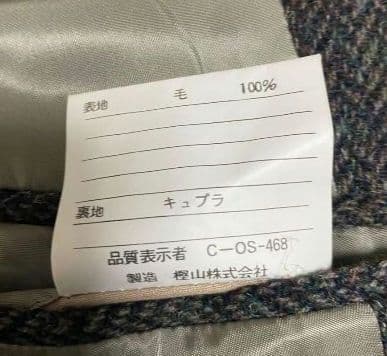 表地 毛 100%
裏地 キュプラ
品質表示者 C-OS-468
製造 樫山株式会社